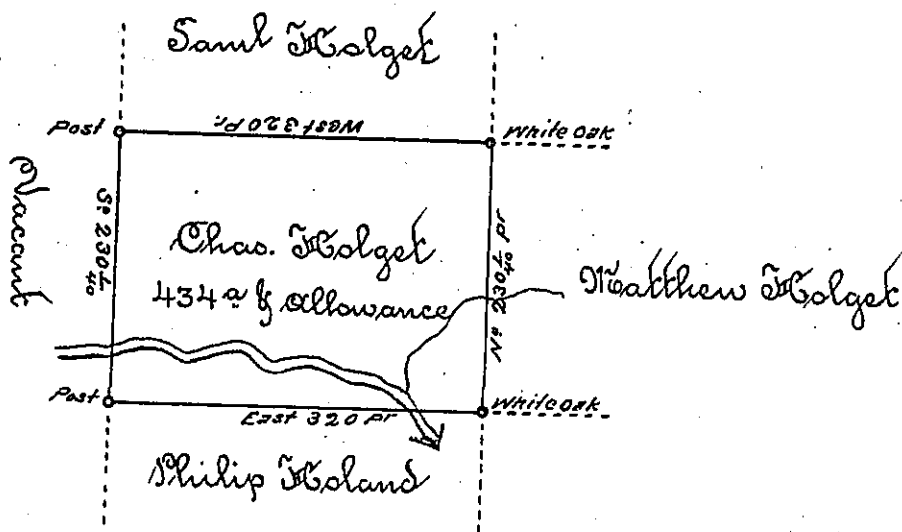 Saml Holget
Post
West 320 Pr.
White oak
Vacant
So. 230 1/40
Chas. Holget
434 a & Allowance
No. 230 1/40 pr
Matthew Holget
Post
East 320 Pr
White oak
Philip Holand